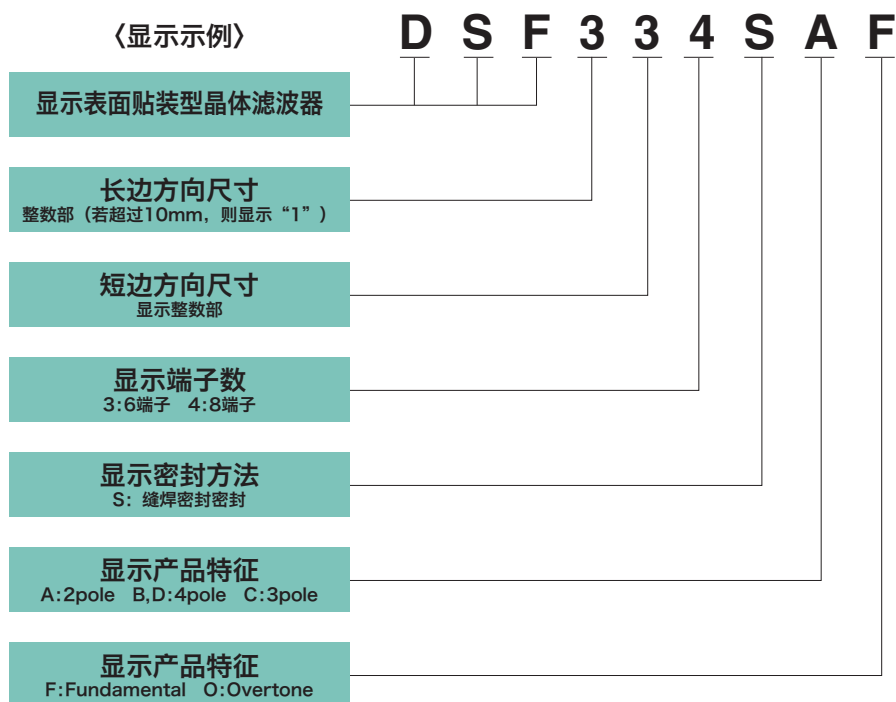 〈显示示例〉 D S F 3 3 4 S A F
显示表面贴装型晶体滤波器
长边方向尺寸
整数部（若超过10mm，则显示“1”）
短边方向尺寸
显示整数部
显示端子数
3:6端子 4:8端子
显示密封方法
S: 缝焊密封密封
显示产品特征
A:2pole B,D:4pole C:3pole
显示产品特征
F:Fundamental O:Overtone